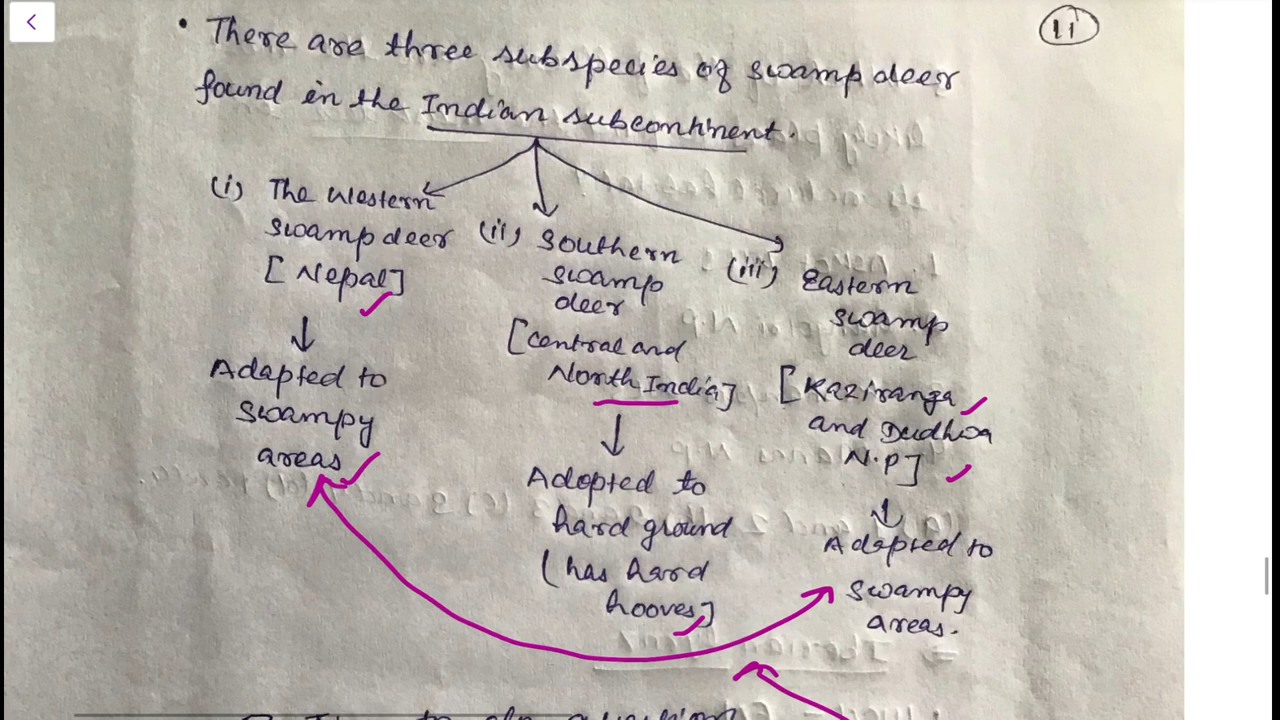 11
• There are three subspecies of swamp deer
found in the Indian subcontinent.
(i) The Western
swamp deer
[Nepal]
↓
Adapted to
swampy
areas
(ii) Southern
swamp
deer
[Central and
North India]
↓
Adopted to
hard ground
(has hard
hooves]
(iii) Eastern
swamp
deer
[Kaziranga
and Dudhwa
N.P]
↓
Adapted to
swampy
areas.